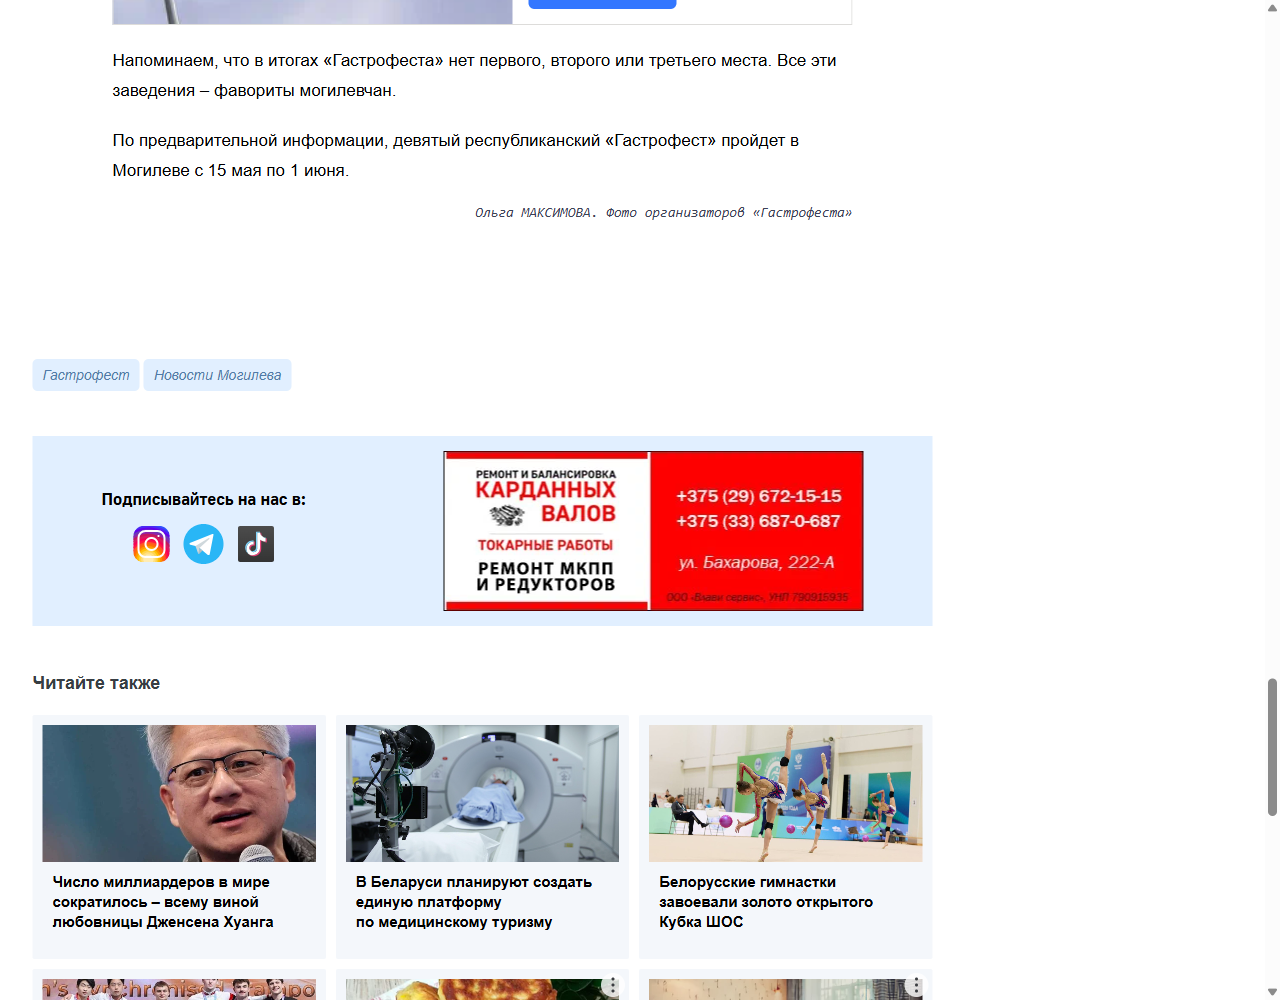 Напоминаем, что в итогах «Гастрофеста» нет первого, второго или третьего места. Все эти
заведения – фавориты могилевчан.
По предварительной информации, девятый республиканский «Гастрофест» пройдет в
Могилеве с 15 мая по 1 июня.
Ольга МАКСИМОВА. Фото организаторов «Гастрофеста»
Гастрофест
Новости Могилева
Подписывайтесь на нас в:
РЕМОНТ И БАЛАНСИРОВКА
КАРДАННЫХ
ВАЛОВ
ТОКАРНЫЕ РАБОТЫ
РЕМОНТ МКПП
И РЕДУКТОРОВ
+375 (29) 672-15-15
+375 (33) 687-0-687
ул. Бахарова, 222-А
УНП 790915935
Читайте также
Число миллиардеров в мире
сократилось – всему виной
любовницы Дженсена Хуанга
В Беларуси планируют создать
единую платформу
по медицинскому туризму
Белорусские гимнастки
завоевали золото открытого
Кубка ШОС